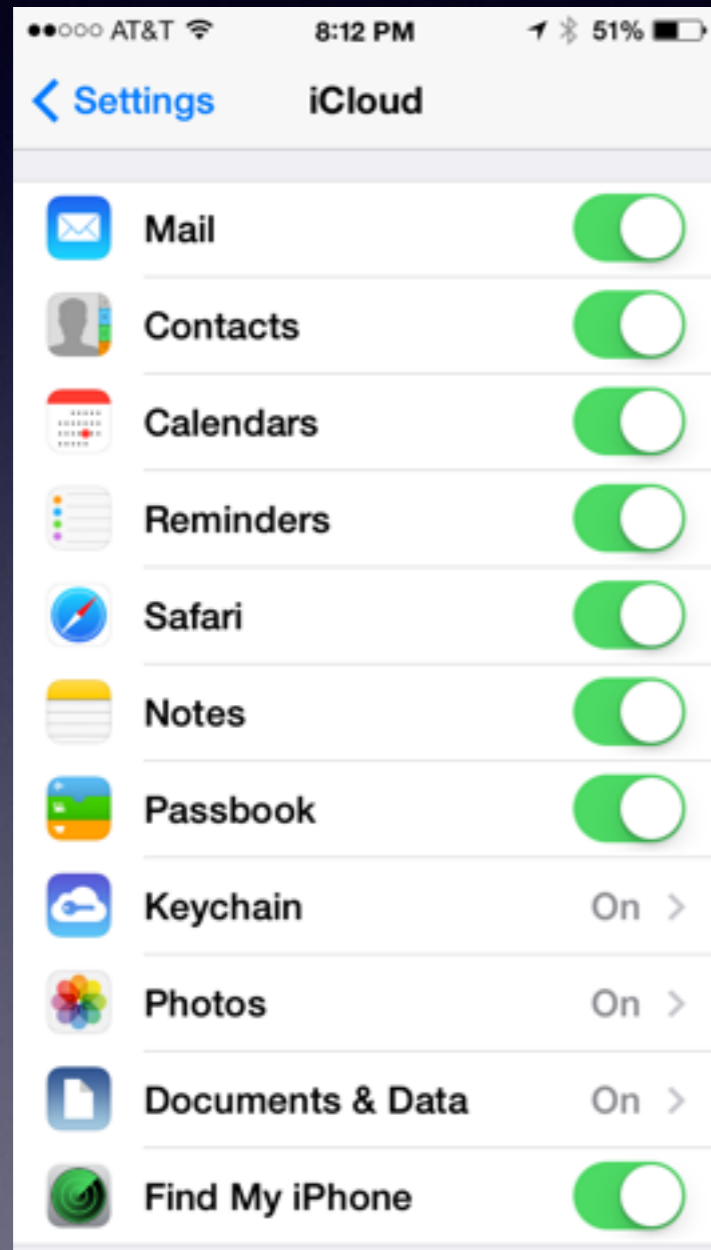 AT&T 8:12 PM 51%
Settings iCloud
Mail
Contacts
Calendars
Reminders
Safari
Notes
Passbook
Keychain On
Photos On
Documents & Data On
Find My iPhone